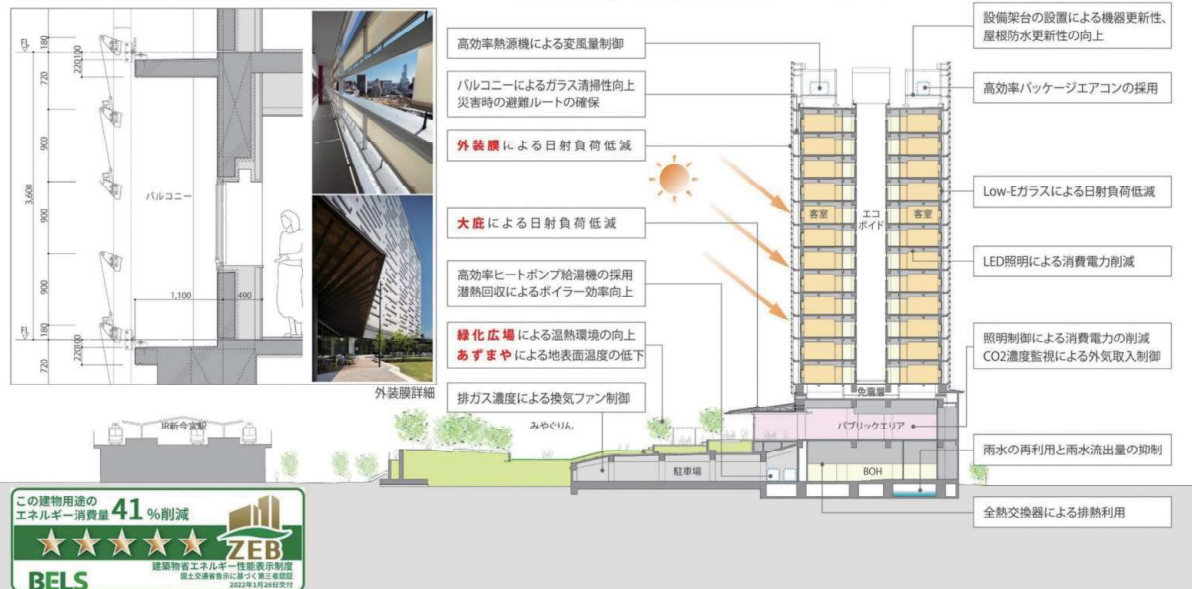 FL
180
720
220
100
900
3,600
900
900
180
FL
720
220
100
バルコニー
1,100
490
外装膜詳細
高効率熱源機による変風量制御
バルコニーによるガラス清掃性向上
災害時の避難ルートの確保
外装膜による日射負荷低減
大庇による日射負荷低減
高効率ヒートポンプ給湯機の採用
潜熱回収によるボイラー効率向上
緑化広場による温熱環境の向上
あずまやによる地表面温度の低下
排ガス濃度による換気ファン制御
設備架台の設置による機器更新性、
屋根防水更新性の向上
高効率パッケージエアコンの採用
Low-Eガラスによる日射負荷低減
LED照明による消費電力削減
照明制御による消費電力の削減
CO2濃度監視による外気取入制御
雨水の再利用と雨水流出量の抑制
全熱交換器による排熱利用
客室
エコ
ボイド
客室
免震層
パブリックエリア
BOH
駐車場
みやぐりん
JR新今宮駅
この建物用途の
エネルギー消費量 41 %削減
ZEB
建築物省エネルギー性能表示制度
国土交通省告示に基づく第三者認証
2022年1月26日交付
BELS